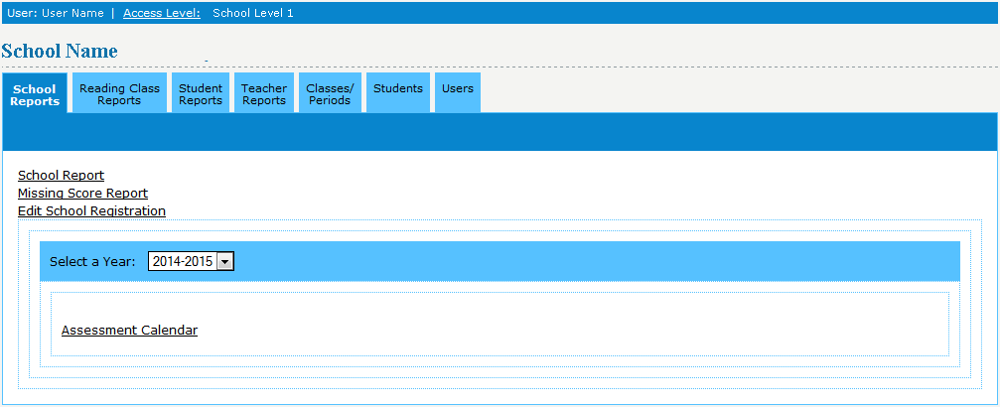 User: User Name | Access Level: School Level 1
School Name
School Reports
Reading Class Reports
Student Reports
Teacher Reports
Classes/ Periods
Students
Users
School Report
Missing Score Report
Edit School Registration
Select a Year: 2014-2015
Assessment Calendar